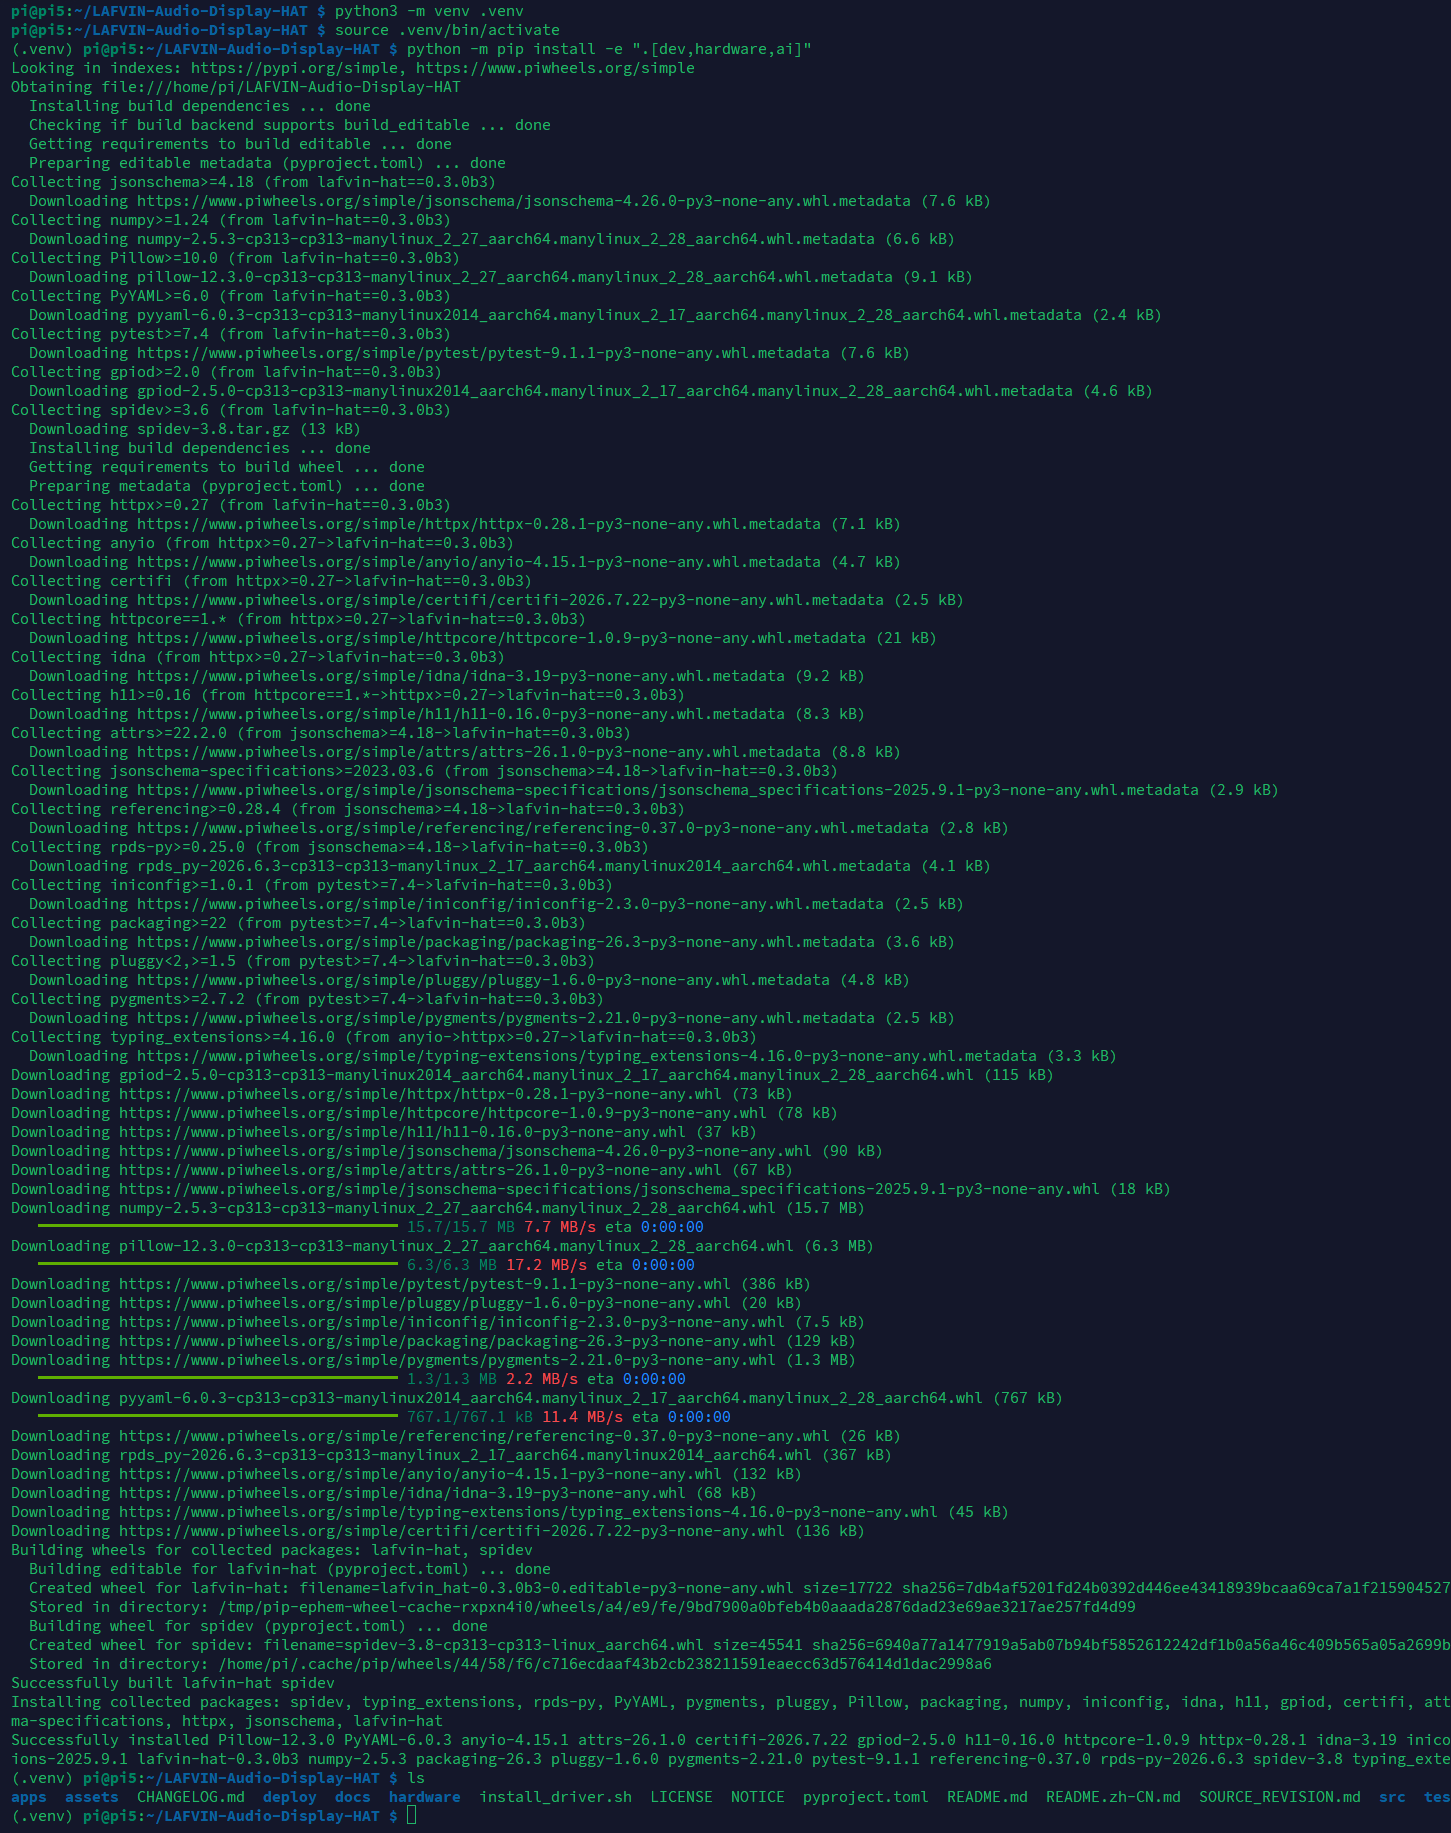 pi@pi5:~/LAFVIN-Audio-Display-HAT $ python3 -m venv .venv
pi@pi5:~/LAFVIN-Audio-Display-HAT $ source .venv/bin/activate
(.venv) pi@pi5:~/LAFVIN-Audio-Display-HAT $ python -m pip install -e ".[dev,hardware,ai]"
Looking in indexes: https://pypi.org/simple, https://www.piwheels.org/simple
Obtaining file:///home/pi/LAFVIN-Audio-Display-HAT
  Installing build dependencies ... done
  Checking if build backend supports build_editable ... done
  Getting requirements to build editable ... done
  Preparing editable metadata (pyproject.toml) ... done
Collecting jsonschema>=4.18 (from lafvin-hat==0.3.0b3)
  Downloading https://www.piwheels.org/simple/jsonschema/jsonschema-4.26.0-py3-none-any.whl.metadata (7.6 kB)
Collecting numpy>=1.24 (from lafvin-hat==0.3.0b3)
  Downloading numpy-2.5.3-cp313-cp313-manylinux_2_27_aarch64.manylinux_2_28_aarch64.whl.metadata (6.6 kB)
Collecting Pillow>=10.0 (from lafvin-hat==0.3.0b3)
  Downloading pillow-12.3.0-cp313-cp313-manylinux_2_27_aarch64.manylinux_2_28_aarch64.whl.metadata (9.1 kB)
Collecting PyYAML>=6.0 (from lafvin-hat==0.3.0b3)
  Downloading pyyaml-6.0.3-cp313-cp313-manylinux2014_aarch64.manylinux_2_17_aarch64.manylinux_2_28_aarch64.whl.metadata (2.4 kB)
Collecting pytest>=7.4 (from lafvin-hat==0.3.0b3)
  Downloading https://www.piwheels.org/simple/pytest/pytest-9.1.1-py3-none-any.whl.metadata (7.6 kB)
Collecting gpiod>=2.0 (from lafvin-hat==0.3.0b3)
  Downloading gpiod-2.5.0-cp313-cp313-manylinux2014_aarch64.manylinux_2_17_aarch64.manylinux_2_28_aarch64.whl.metadata (4.6 kB)
Collecting spidev>=3.6 (from lafvin-hat==0.3.0b3)
  Downloading spidev-3.8.tar.gz (13 kB)
  Installing build dependencies ... done
  Getting requirements to build wheel ... done
  Preparing metadata (pyproject.toml) ... done
Collecting httpx>=0.27 (from lafvin-hat==0.3.0b3)
  Downloading https://www.piwheels.org/simple/httpx/httpx-0.28.1-py3-none-any.whl.metadata (7.1 kB)
Collecting anyio (from httpx>=0.27->lafvin-hat==0.3.0b3)
  Downloading https://www.piwheels.org/simple/anyio/anyio-4.15.1-py3-none-any.whl.metadata (4.7 kB)
Collecting certifi (from httpx>=0.27->lafvin-hat==0.3.0b3)
  Downloading https://www.piwheels.org/simple/certifi/certifi-2026.7.22-py3-none-any.whl.metadata (2.5 kB)
Collecting httpcore==1.* (from httpx>=0.27->lafvin-hat==0.3.0b3)
  Downloading https://www.piwheels.org/simple/httpcore/httpcore-1.0.9-py3-none-any.whl.metadata (21 kB)
Collecting idna (from httpx>=0.27->lafvin-hat==0.3.0b3)
  Downloading https://www.piwheels.org/simple/idna/idna-3.19-py3-none-any.whl.metadata (9.2 kB)
Collecting h11>=0.16 (from httpcore==1.*->httpx>=0.27->lafvin-hat==0.3.0b3)
  Downloading https://www.piwheels.org/simple/h11/h11-0.16.0-py3-none-any.whl.metadata (8.3 kB)
Collecting attrs>=22.2.0 (from jsonschema>=4.18->lafvin-hat==0.3.0b3)
  Downloading https://www.piwheels.org/simple/attrs/attrs-26.1.0-py3-none-any.whl.metadata (8.8 kB)
Collecting jsonschema-specifications>=2023.03.6 (from jsonschema>=4.18->lafvin-hat==0.3.0b3)
  Downloading https://www.piwheels.org/simple/jsonschema-specifications/jsonschema_specifications-2025.9.1-py3-none-any.whl.metadata (2.9 kB)
Collecting referencing>=0.28.4 (from jsonschema>=4.18->lafvin-hat==0.3.0b3)
  Downloading https://www.piwheels.org/simple/referencing/referencing-0.37.0-py3-none-any.whl.metadata (2.8 kB)
Collecting rpds-py>=0.25.0 (from jsonschema>=4.18->lafvin-hat==0.3.0b3)
  Downloading rpds_py-2026.6.3-cp313-cp313-manylinux_2_17_aarch64.manylinux2014_aarch64.whl.metadata (4.1 kB)
Collecting iniconfig>=1.0.1 (from pytest>=7.4->lafvin-hat==0.3.0b3)
  Downloading https://www.piwheels.org/simple/iniconfig/iniconfig-2.3.0-py3-none-any.whl.metadata (2.5 kB)
Collecting packaging>=22 (from pytest>=7.4->lafvin-hat==0.3.0b3)
  Downloading https://www.piwheels.org/simple/packaging/packaging-26.3-py3-none-any.whl.metadata (3.6 kB)
Collecting pluggy<2,>=1.5 (from pytest>=7.4->lafvin-hat==0.3.0b3)
  Downloading https://www.piwheels.org/simple/pluggy/pluggy-1.6.0-py3-none-any.whl.metadata (4.8 kB)
Collecting pygments>=2.7.2 (from pytest>=7.4->lafvin-hat==0.3.0b3)
  Downloading https://www.piwheels.org/simple/pygments/pygments-2.21.0-py3-none-any.whl.metadata (2.5 kB)
Collecting typing_extensions>=4.16.0 (from anyio->httpx>=0.27->lafvin-hat==0.3.0b3)
  Downloading https://www.piwheels.org/simple/typing-extensions/typing_extensions-4.16.0-py3-none-any.whl.metadata (3.3 kB)
Downloading gpiod-2.5.0-cp313-cp313-manylinux2014_aarch64.manylinux_2_17_aarch64.manylinux_2_28_aarch64.whl (115 kB)
Downloading https://www.piwheels.org/simple/httpx/httpx-0.28.1-py3-none-any.whl (73 kB)
Downloading https://www.piwheels.org/simple/httpcore/httpcore-1.0.9-py3-none-any.whl (78 kB)
Downloading https://www.piwheels.org/simple/h11/h11-0.16.0-py3-none-any.whl (37 kB)
Downloading https://www.piwheels.org/simple/jsonschema/jsonschema-4.26.0-py3-none-any.whl (90 kB)
Downloading https://www.piwheels.org/simple/attrs/attrs-26.1.0-py3-none-any.whl (67 kB)
Downloading https://www.piwheels.org/simple/jsonschema-specifications/jsonschema_specifications-2025.9.1-py3-none-any.whl (18 kB)
Downloading numpy-2.5.3-cp313-cp313-manylinux_2_27_aarch64.manylinux_2_28_aarch64.whl (15.7 MB)
   15.7/15.7 MB 7.7 MB/s eta 0:00:00
Downloading pillow-12.3.0-cp313-cp313-manylinux_2_27_aarch64.manylinux_2_28_aarch64.whl (6.3 MB)
   6.3/6.3 MB 17.2 MB/s eta 0:00:00
Downloading https://www.piwheels.org/simple/pytest/pytest-9.1.1-py3-none-any.whl (386 kB)
Downloading https://www.piwheels.org/simple/pluggy/pluggy-1.6.0-py3-none-any.whl (20 kB)
Downloading https://www.piwheels.org/simple/iniconfig/iniconfig-2.3.0-py3-none-any.whl (7.5 kB)
Downloading https://www.piwheels.org/simple/packaging/packaging-26.3-py3-none-any.whl (129 kB)
Downloading https://www.piwheels.org/simple/pygments/pygments-2.21.0-py3-none-any.whl (1.3 MB)
   1.3/1.3 MB 2.2 MB/s eta 0:00:00
Downloading pyyaml-6.0.3-cp313-cp313-manylinux2014_aarch64.manylinux_2_17_aarch64.manylinux_2_28_aarch64.whl (767 kB)
   767.1/767.1 kB 11.4 MB/s eta 0:00:00
Downloading https://www.piwheels.org/simple/referencing/referencing-0.37.0-py3-none-any.whl (26 kB)
Downloading rpds_py-2026.6.3-cp313-cp313-manylinux_2_17_aarch64.manylinux2014_aarch64.whl (367 kB)
Downloading https://www.piwheels.org/simple/anyio/anyio-4.15.1-py3-none-any.whl (132 kB)
Downloading https://www.piwheels.org/simple/idna/idna-3.19-py3-none-any.whl (68 kB)
Downloading https://www.piwheels.org/simple/typing-extensions/typing_extensions-4.16.0-py3-none-any.whl (45 kB)
Downloading https://www.piwheels.org/simple/certifi/certifi-2026.7.22-py3-none-any.whl (136 kB)
Building wheels for collected packages: lafvin-hat, spidev
  Building editable for lafvin-hat (pyproject.toml) ... done
  Created wheel for lafvin-hat: filename=lafvin_hat-0.3.0b3-0.editable-py3-none-any.whl size=17722 sha256=7db4af5201fd24b0392d446ee43418939bcaa69ca7a1f215904527
  Stored in directory: /tmp/pip-ephem-wheel-cache-rxpxn4i0/wheels/a4/e9/fe/9bd7900a0bfeb4b0aaada2876dad23e69ae3217ae257fd4d99
  Building wheel for spidev (pyproject.toml) ... done
  Created wheel for spidev: filename=spidev-3.8-cp313-cp313-linux_aarch64.whl size=45541 sha256=6940a77a1477919a5ab07b94bf5852612242df1b0a56a46c409b565a05a2699b
  Stored in directory: /home/pi/.cache/pip/wheels/44/58/f6/c716ecdaaf43b2cb238211591eaecc63d576414d1dac2998a6
Successfully built lafvin-hat spidev
Installing collected packages: spidev, typing_extensions, rpds-py, PyYAML, pygments, pluggy, Pillow, packaging, numpy, iniconfig, idna, h11, gpiod, certifi, att
ma-specifications, httpx, jsonschema, lafvin-hat
Successfully installed Pillow-12.3.0 PyYAML-6.0.3 anyio-4.15.1 attrs-26.1.0 certifi-2026.7.22 gpiod-2.5.0 h11-0.16.0 httpcore-1.0.9 httpx-0.28.1 idna-3.19 inico
ions-2025.9.1 lafvin-hat-0.3.0b3 numpy-2.5.3 packaging-26.3 pluggy-1.6.0 pygments-2.21.0 pytest-9.1.1 referencing-0.37.0 rpds-py-2026.6.3 spidev-3.8 typing_exte
(.venv) pi@pi5:~/LAFVIN-Audio-Display-HAT $ ls
apps  assets  CHANGELOG.md  deploy  docs  hardware  install_driver.sh  LICENSE  NOTICE  pyproject.toml  README.md  README.zh-CN.md  SOURCE_REVISION.md  src  tes
(.venv) pi@pi5:~/LAFVIN-Audio-Display-HAT $